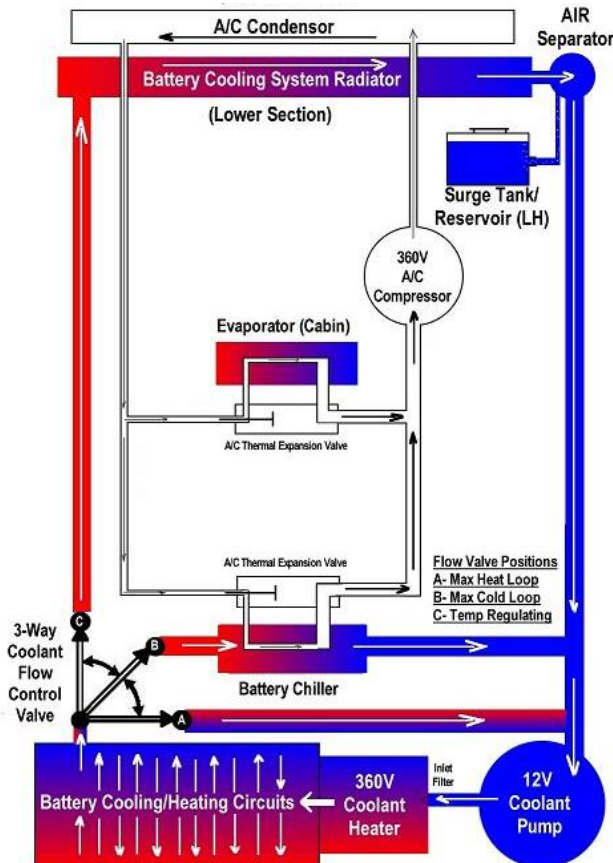 A/C Condensor
AIR
Separator
Battery Cooling System Radiator
(Lower Section)
Surge Tank/
Reservoir (LH)
360V
A/C
Compressor
Evaporator (Cabin)
A/C Thermal Expansion Valve
A/C Thermal Expansion Valve
Flow Valve Positions
A- Max Heat Loop
B- Max Cold Loop
C- Temp Regulating
3-Way
Coolant
Flow
Control
Valve
C
B
A
Battery Chiller
Battery Cooling/Heating Circuits
360V
Coolant
Heater
Inlet
Filter
12V
Coolant
Pump